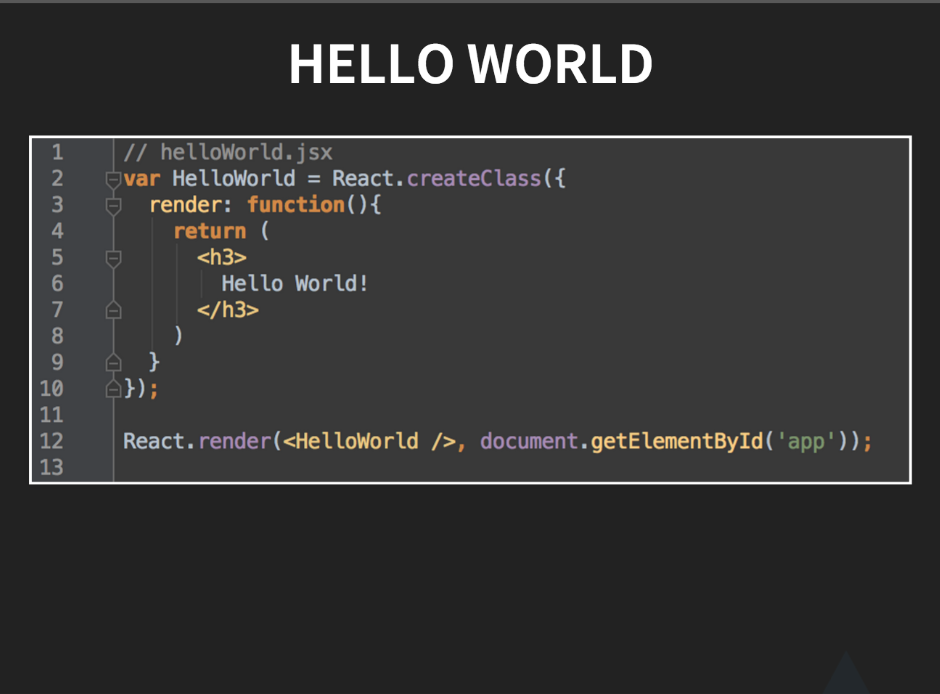 HELLO WORLD
1 // helloWorld.jsx
2 var HelloWorld = React.createClass({
3   render: function(){
4     return (
5       <h3>
6         Hello World!
7       </h3>
8     )
9   }
10 });
11
12 React.render(<HelloWorld />, document.getElementById('app'));
13